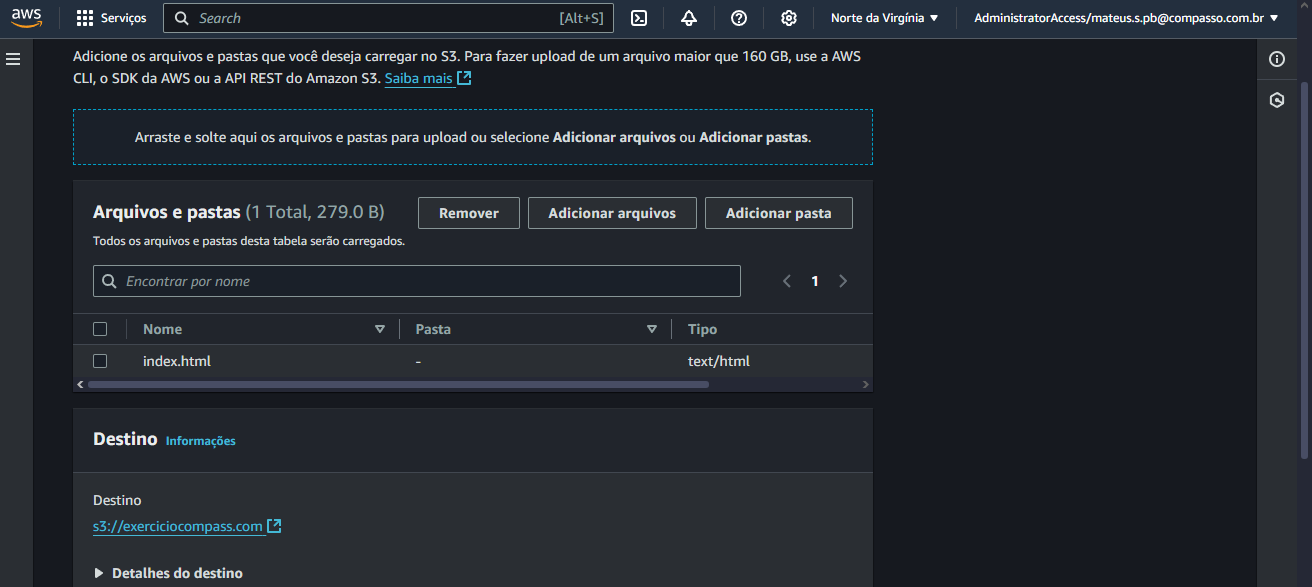 aws Serviços Search [Alt+S] Norte da Virgínia AdministratorAccess/mateus.s.pb@compasso.com.br
Adicione os arquivos e pastas que você deseja carregar no S3. Para fazer upload de um arquivo maior que 160 GB, use a AWS
CLI, o SDK da AWS ou a API REST do Amazon S3. Saiba mais
Arraste e solte aqui os arquivos e pastas para upload ou selecione Adicionar arquivos ou Adicionar pastas.
Arquivos e pastas (1 Total, 279.0 B) Remover Adicionar arquivos Adicionar pasta
Todos os arquivos e pastas desta tabela serão carregados.
Encontrar por nome 1
Nome Pasta Tipo
index.html - text/html
Destino Informações
Destino
s3://exerciciocompass.com
Detalhes do destino